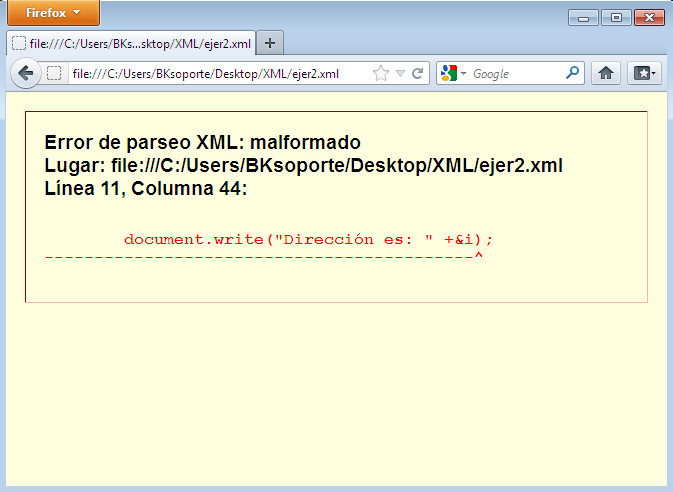 Firefox
file:///C:/Users/BKs...sktop/XML/ejer2.xml
file:///C:/Users/BKsoporte/Desktop/XML/ejer2.xml
Google
Error de parseo XML: malformado
Lugar: file:///C:/Users/BKsoporte/Desktop/XML/ejer2.xml
Línea 11, Columna 44:
document.write("Dirección es: " +&i);
-------------------------------------------^